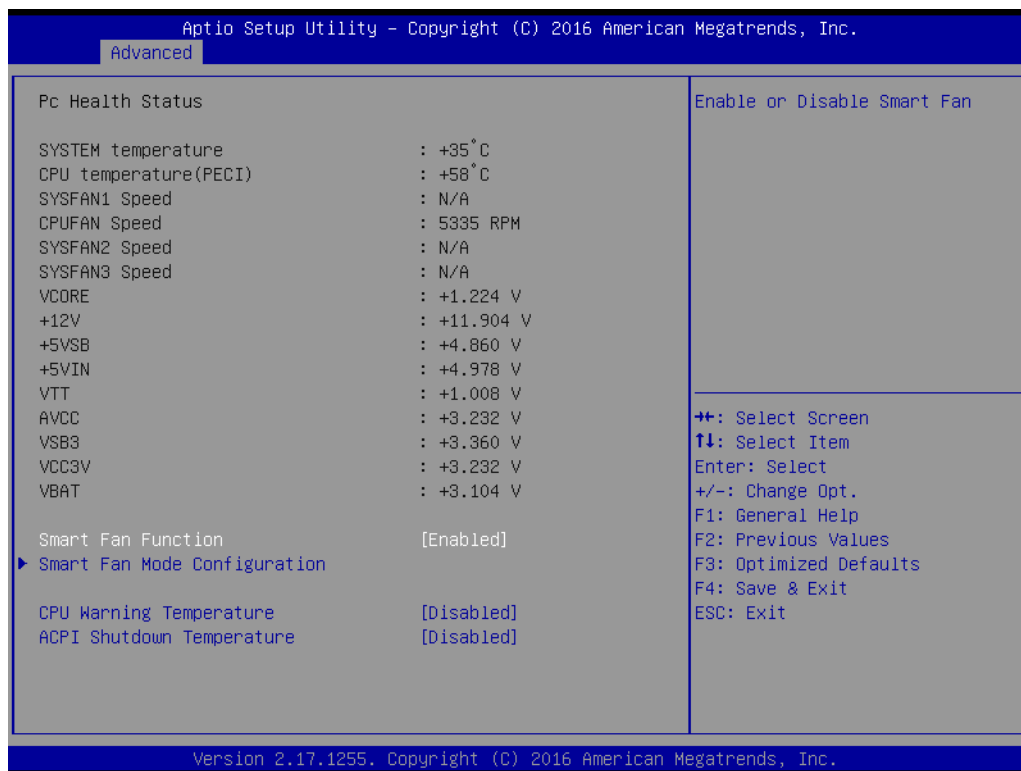 Aptio Setup Utility – Copyright (C) 2016 American Megatrends, Inc.
Advanced
Pc Health Status
SYSTEM temperature : +35°C
CPU temperature(PECI) : +58°C
SYSFAN1 Speed : N/A
CPUFAN Speed : 5335 RPM
SYSFAN2 Speed : N/A
SYSFAN3 Speed : N/A
VCORE : +1.224 V
+12V : +11.904 V
+5VSB : +4.860 V
+5VIN : +4.978 V
VTT : +1.008 V
AVCC : +3.232 V
VSB3 : +3.360 V
VCC3V : +3.232 V
VBAT : +3.104 V
Smart Fan Function [Enabled]
Smart Fan Mode Configuration
CPU Warning Temperature [Disabled]
ACPI Shutdown Temperature [Disabled]
Enable or Disable Smart Fan
→←: Select Screen
↑↓: Select Item
Enter: Select
+/-: Change Opt.
F1: General Help
F2: Previous Values
F3: Optimized Defaults
F4: Save & Exit
ESC: Exit
Version 2.17.1255. Copyright (C) 2016 American Megatrends, Inc.